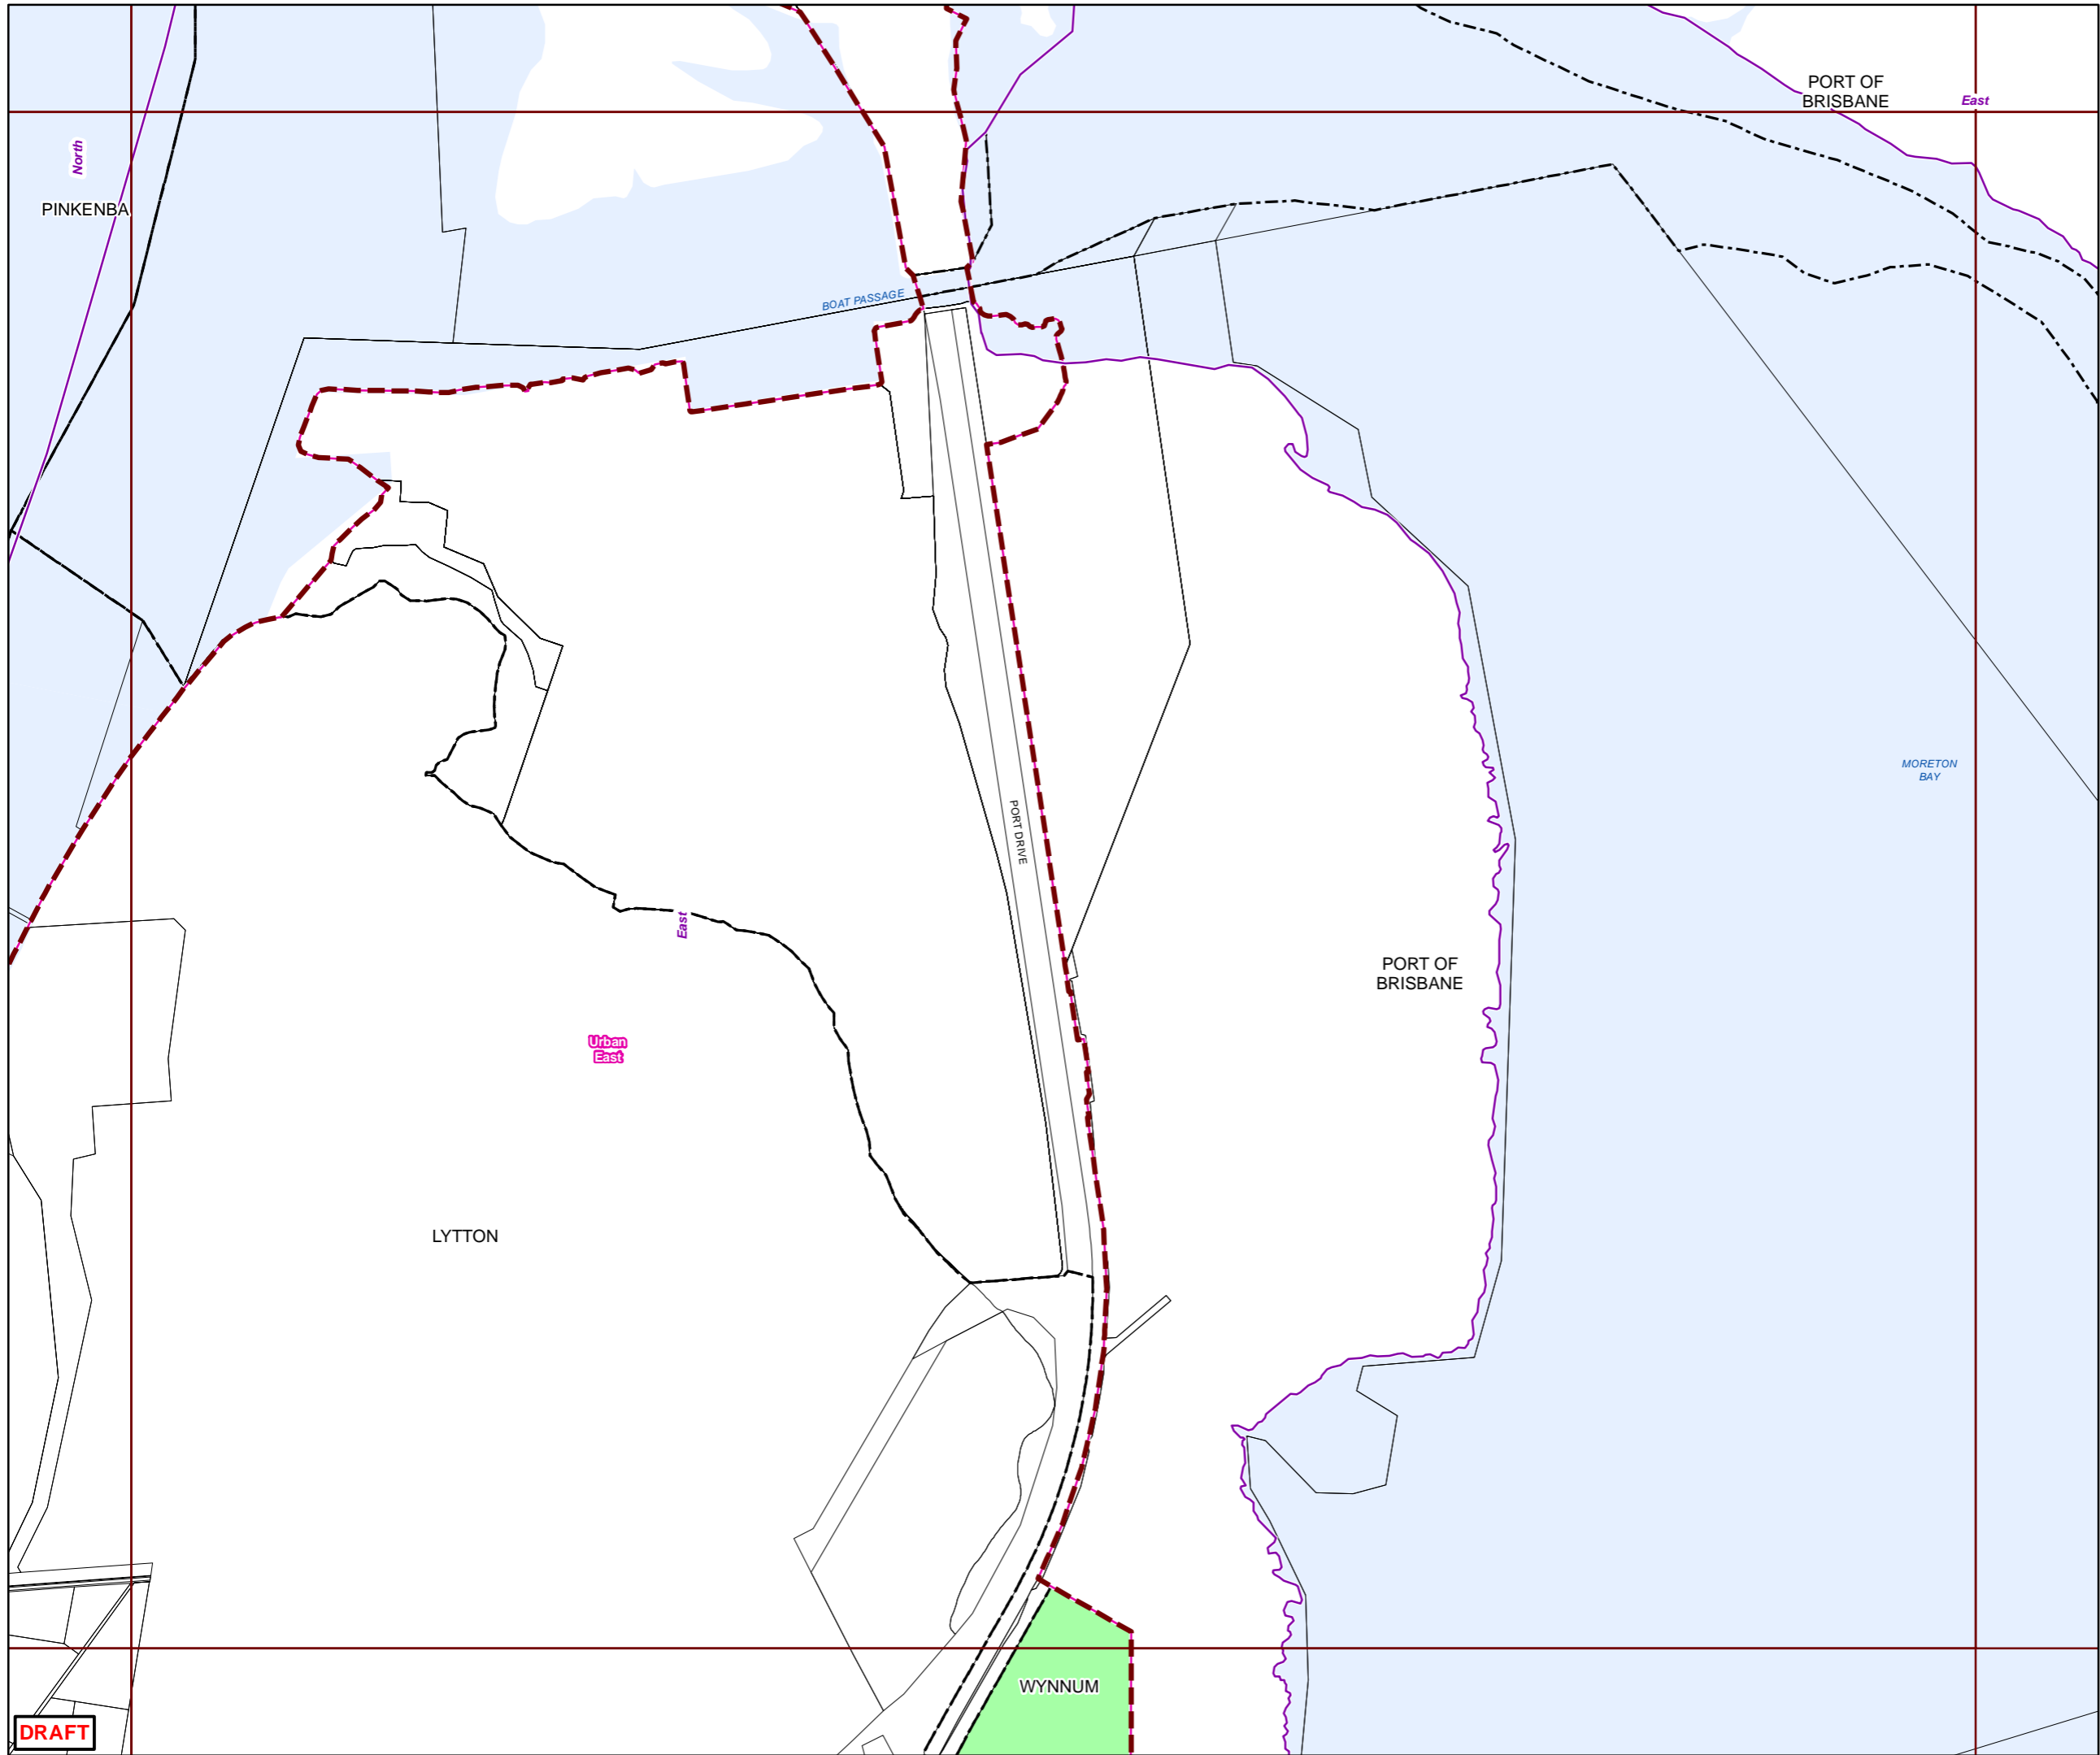 PORT OF
BRISBANE
East
North
PINKENBA
BOAT PASSAGE
MORETON
BAY
PORT DRIVE
East
PORT OF
BRISBANE
Urban
East
LYTTON
WYNNUM
DRAFT